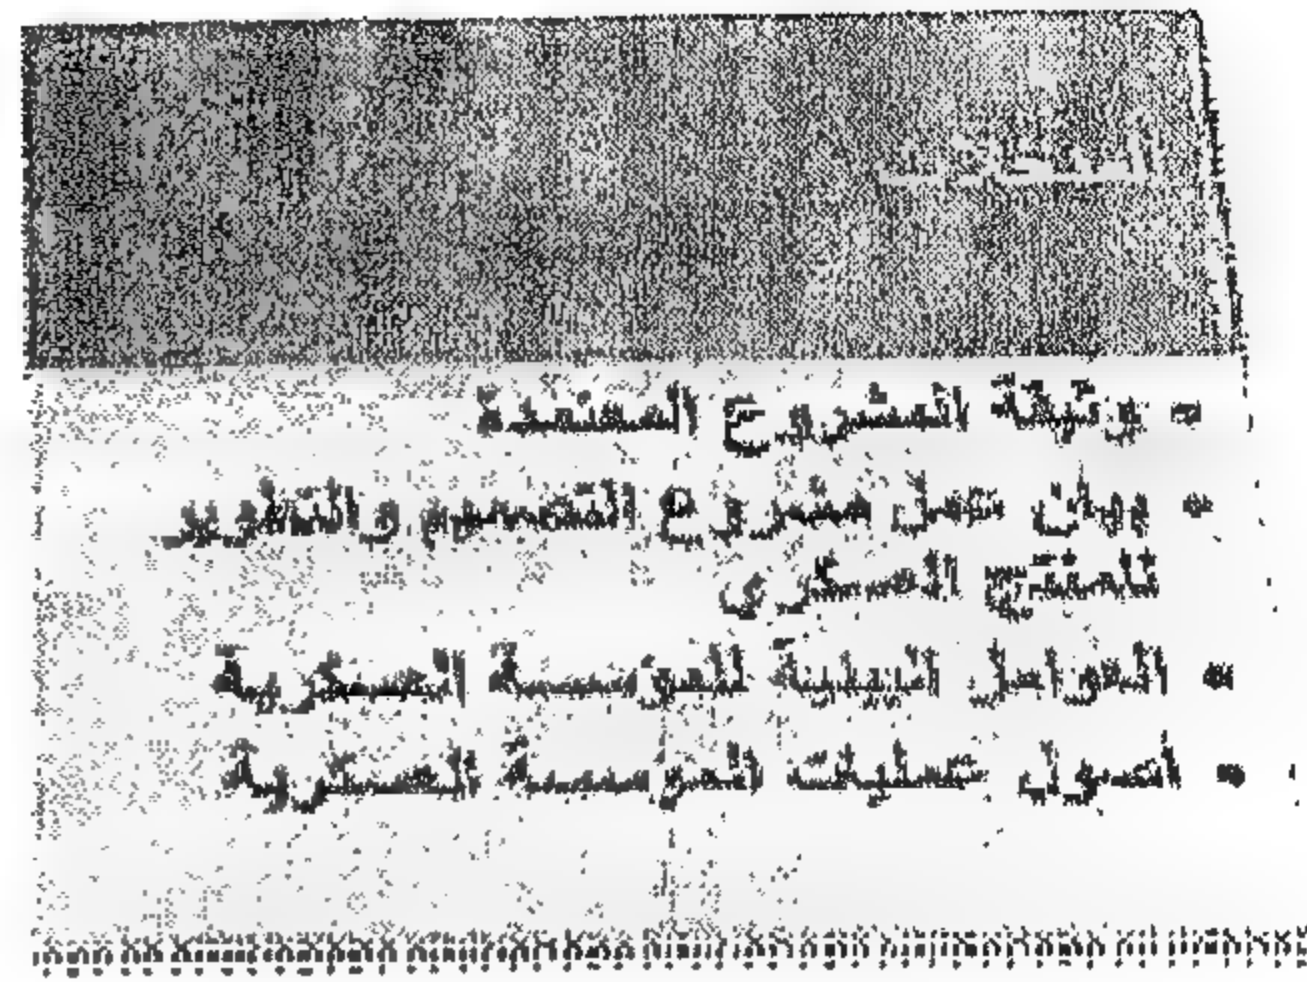 • وثيقة المشروع المعتمدة
• بيان عمل مشروع التصميم والتطوير
للمنتج العسكري
• العوامل البيئية للمؤسسة العسكرية
• أصول عمليات المؤسسة العسكرية